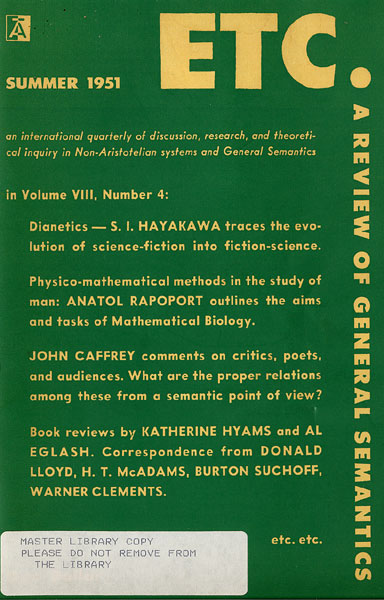 A
ETC.
SUMMER 1951
A REVIEW OF GENERAL SEMANTICS
an international quarterly of discussion, research, and theoreti-
cal inquiry in Non-Aristotelian systems and General Semantics
in Volume VIII, Number 4:
Dianetics — S. I. HAYAKAWA traces the evo-
lution of science-fiction into fiction-science.
Physico-mathematical methods in the study of
man: ANATOL RAPOPORT outlines the aims
and tasks of Mathematical Biology.
JOHN CAFFREY comments on critics, poets,
and audiences. What are the proper relations
among these from a semantic point of view?
Book reviews by KATHERINE HYAMS and AL
EGLASH. Correspondence from DONALD
LLOYD, H. T. McADAMS, BURTON SUCHOFF,
WARNER CLEMENTS.
etc. etc.
MASTER LIBRARY COPY
PLEASE DO NOT REMOVE FROM
THE LIBRARY